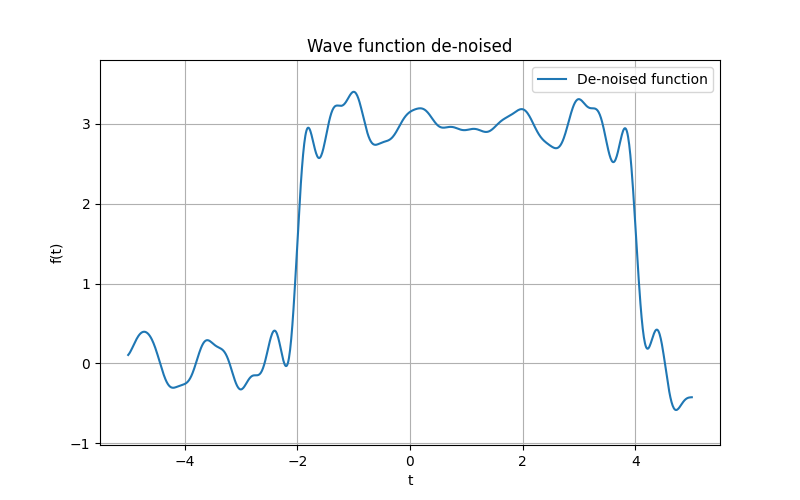 Wave function de-noised
De-noised function
f(t)
3
2
1
0
−1
−4
−2
0
2
4
t